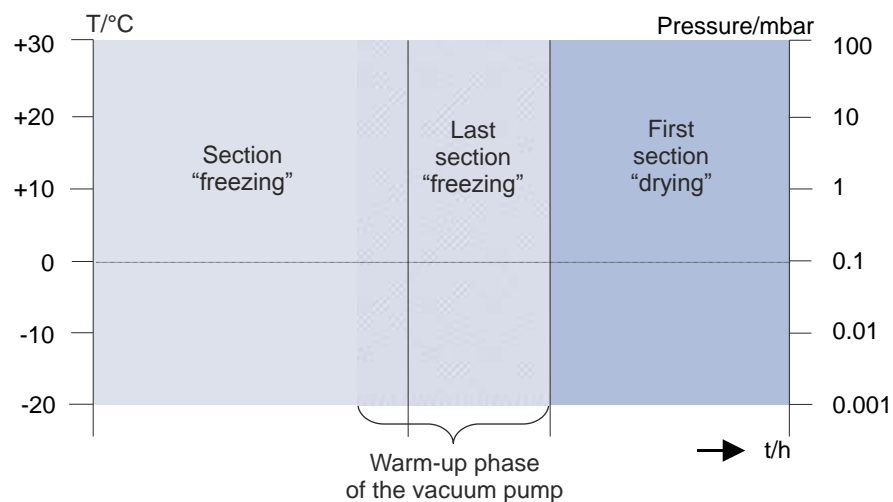 T/°C
Pressure/mbar
+30
100
+20
10
Section
“freezing”
Last
section
“freezing”
First
section
“drying”
+10
1
0
0.1
-10
0.01
-20
0.001
t/h
Warm-up phase
of the vacuum pump